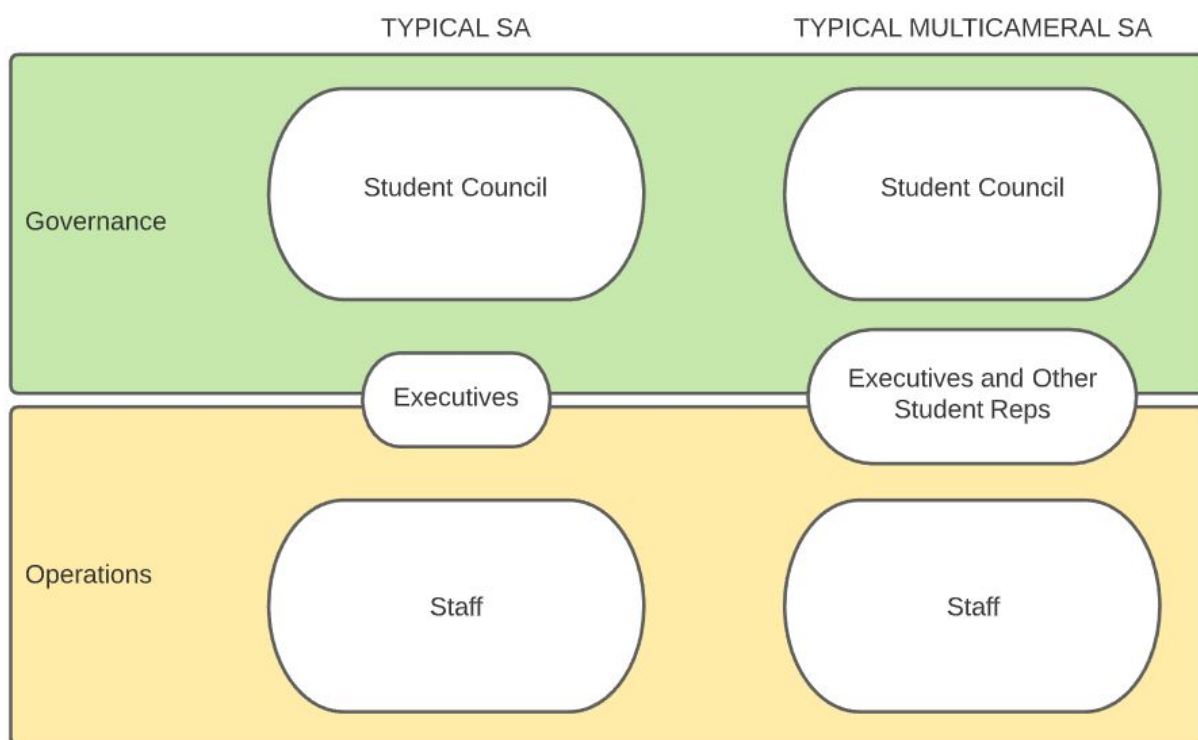 TYPICAL SA
TYPICAL MULTICAMERAL SA
Governance
Student Council
Student Council
Executives
Executives and Other
Student Reps
Operations
Staff
Staff